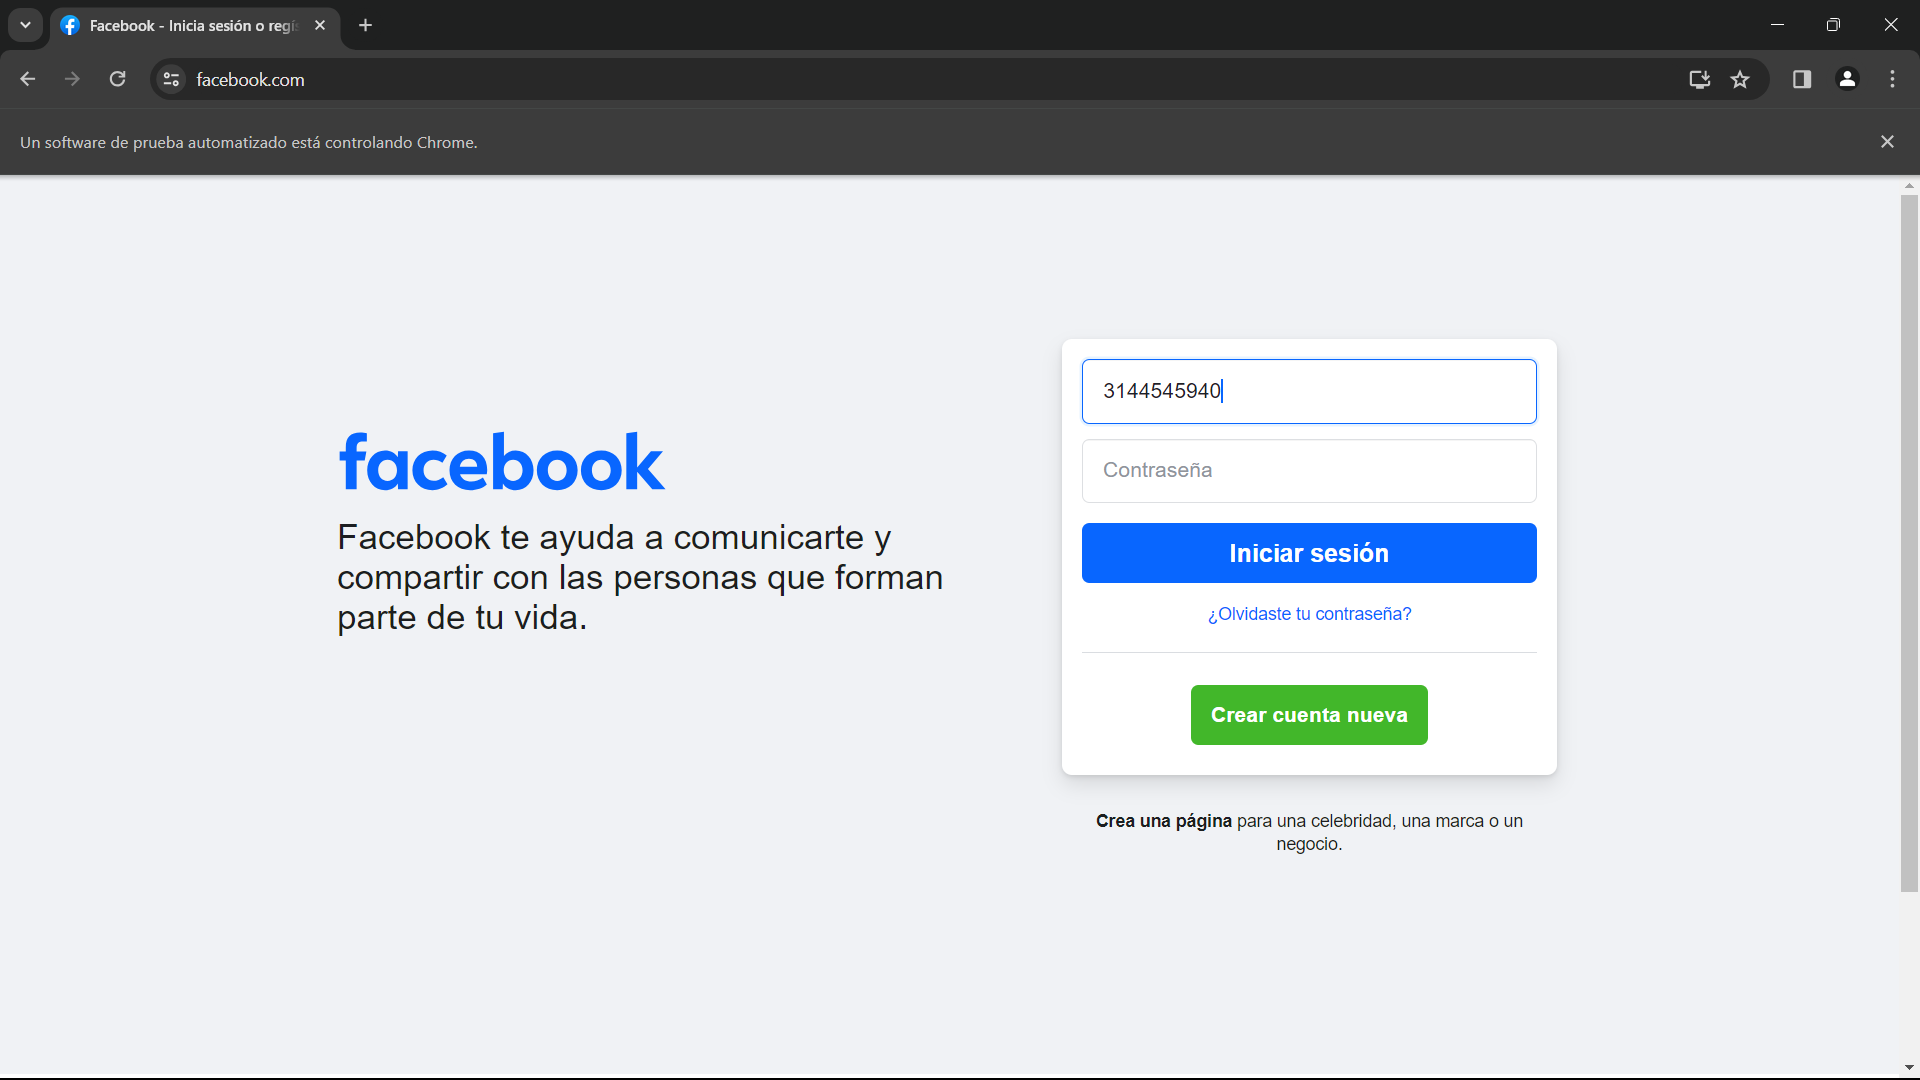 Facebook - Inicia sesión o regís
facebook.com
Un software de prueba automatizado está controlando Chrome.
facebook
Facebook te ayuda a comunicarte y
compartir con las personas que forman
parte de tu vida.
3144545940
Contraseña
Iniciar sesión
¿Olvidaste tu contraseña?
Crear cuenta nueva
Crea una página para una celebridad, una marca o un
negocio.